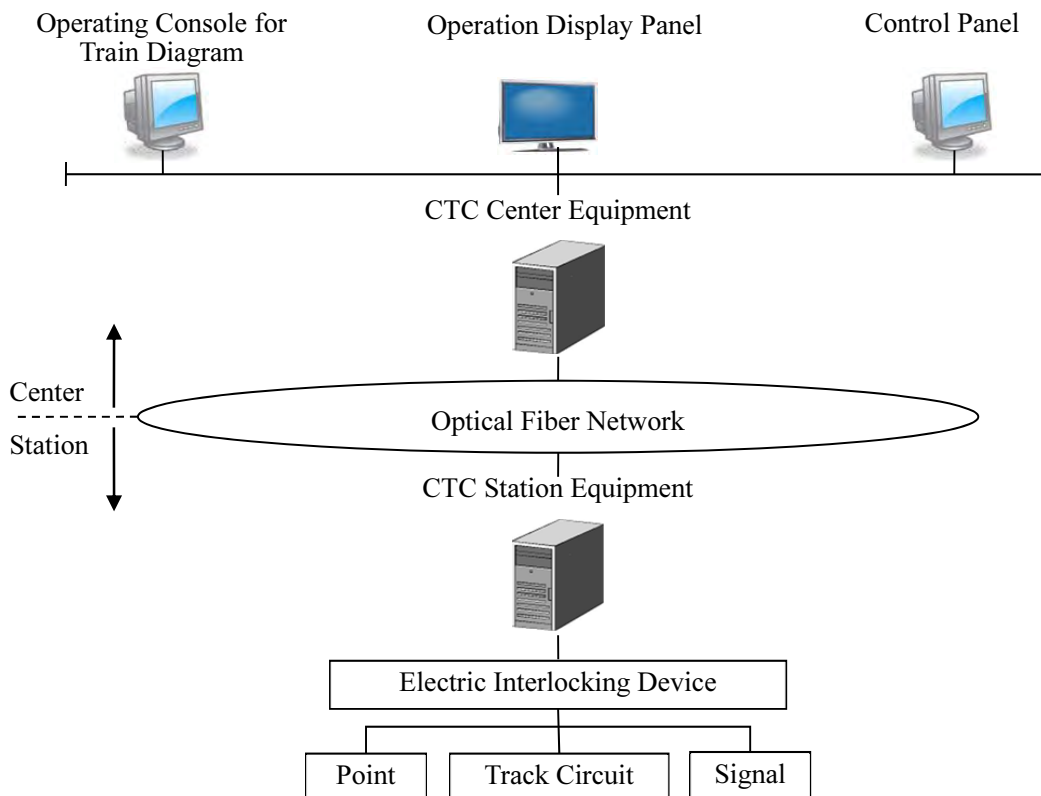 Operating Console for
Train Diagram
Operation Display Panel
Control Panel
CTC Center Equipment
Center
Optical Fiber Network
Station
CTC Station Equipment
Electric Interlocking Device
Point
Track Circuit
Signal